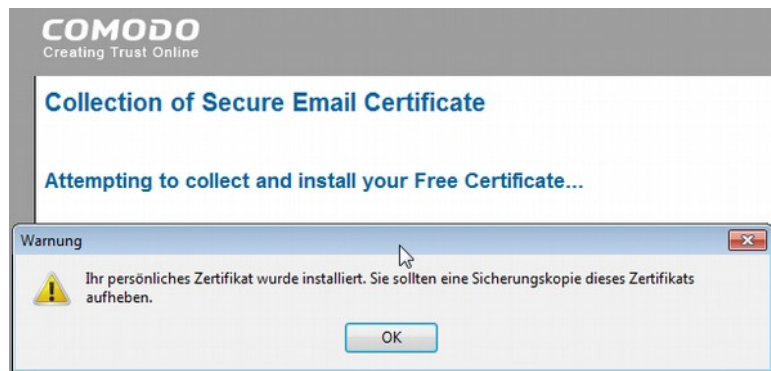 COMODO
Creating Trust Online
Collection of Secure Email Certificate
Attempting to collect and install your Free Certificate...
Warnung
Ihr persönliches Zertifikat wurde installiert. Sie sollten eine Sicherungskopie dieses Zertifikats
aufheben.
OK